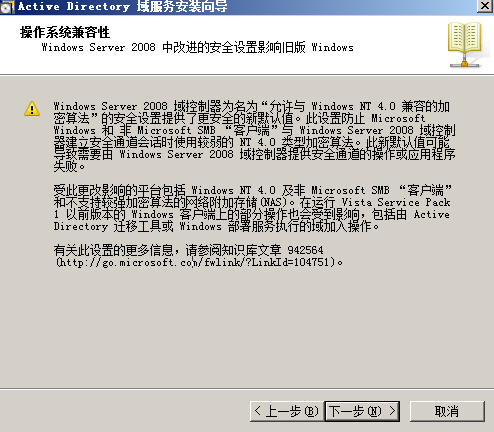 Active Directory 域服务安装向导
操作系统兼容性
Windows Server 2008 中改进的安全设置影响旧版 Windows
Windows Server 2008 域控制器为名为“允许与 Windows NT 4.0 兼容的加
密算法”的安全设置提供了更安全的新默认值。此设置防止 Microsoft
Windows 和 非 Microsoft SMB “客户端”与 Windows Server 2008 域控制
器建立安全通道会话时使用较弱的 NT 4.0 类型加密算法。此新默认值可能
导致需要由 Windows Server 2008 域控制器提供安全通道的操作或应用程序
失败。
受此更改影响的平台包括 Windows NT 4.0 及非 Microsoft SMB “客户端”
和不支持较强加密算法的网络附加存储(NAS)。在运行 Vista Service Pack
1 以前版本的 Windows 客户端上的部分操作也会受到影响，包括由 Active
Directory 迁移工具或 Windows 部署服务执行的域加入操作。
有关此设置的更多信息，请参阅知识库文章 942564
(http://go.microsoft.com/fwlink/?LinkId=104751)。
< 上一步(B) 下一步(N) > 取消